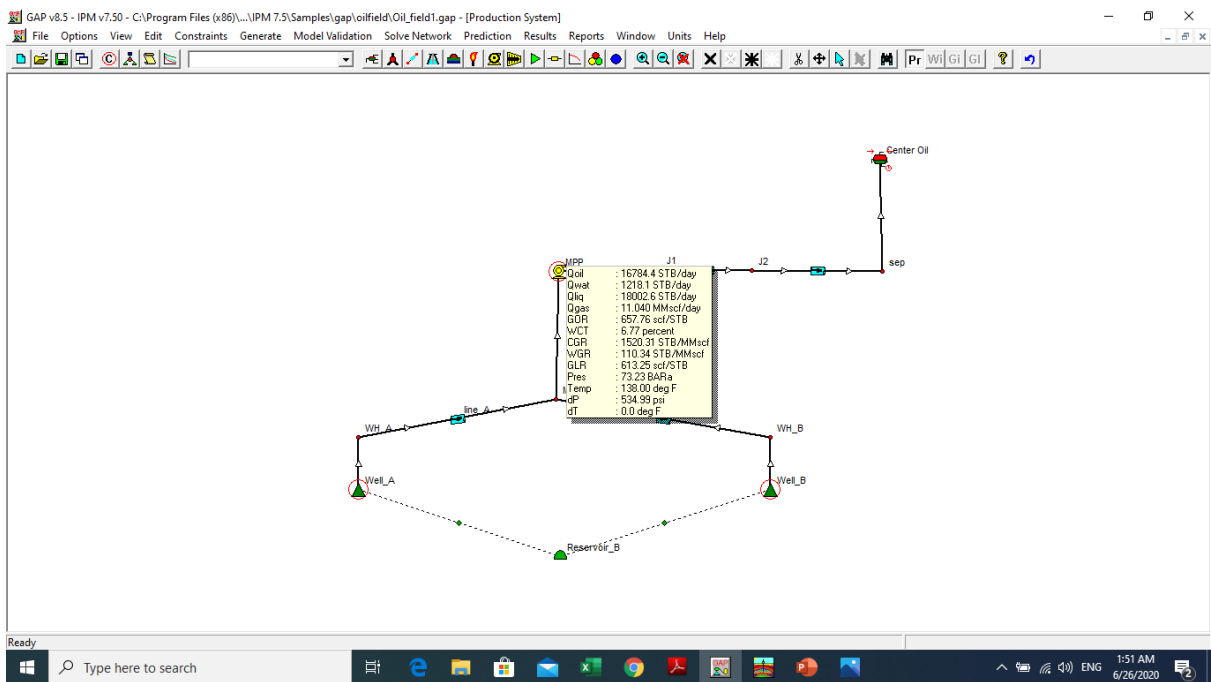 GAP v8.5 - IPM v7.50 - C:\Program Files (x86)\...\IPM 7.5\Samples\gap\oilfield\Oil_field1.gap - [Production System]
File Options View Edit Constraints Generate Model Validation Solve Network Prediction Results Reports Window Units Help
Pr Wi Gi GI
Center Oil
MPP J1 J2 sep
Qoil : 16784.4 STB/day
Qwat : 1218.1 STB/day
Qliq : 18002.6 STB/day
Qgas : 11.040 MMscf/day
GOR : 657.76 scf/STB
WCT : 6.77 percent
CGR : 1520.31 STB/MMscf
WGR : 110.34 STB/MMscf
GLR : 613.25 scf/STB
Pres : 73.23 BARa
Temp : 138.00 deg F
dP : 534.99 psi
dT : 0.0 deg F
line_A
WH_A WH_B
Well_A Well_B
Reservoir_B
Ready
Type here to search
ENG
1:51 AM
6/26/2020
2